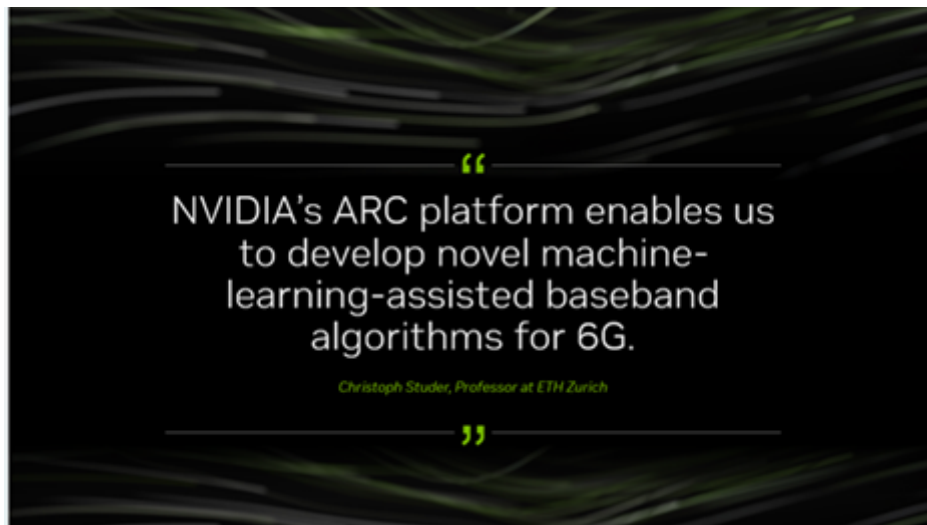 “
NVIDIA’s ARC platform enables us
to develop novel machine-
learning-assisted baseband
algorithms for 6G.
Christoph Studer, Professor at ETH Zurich
”